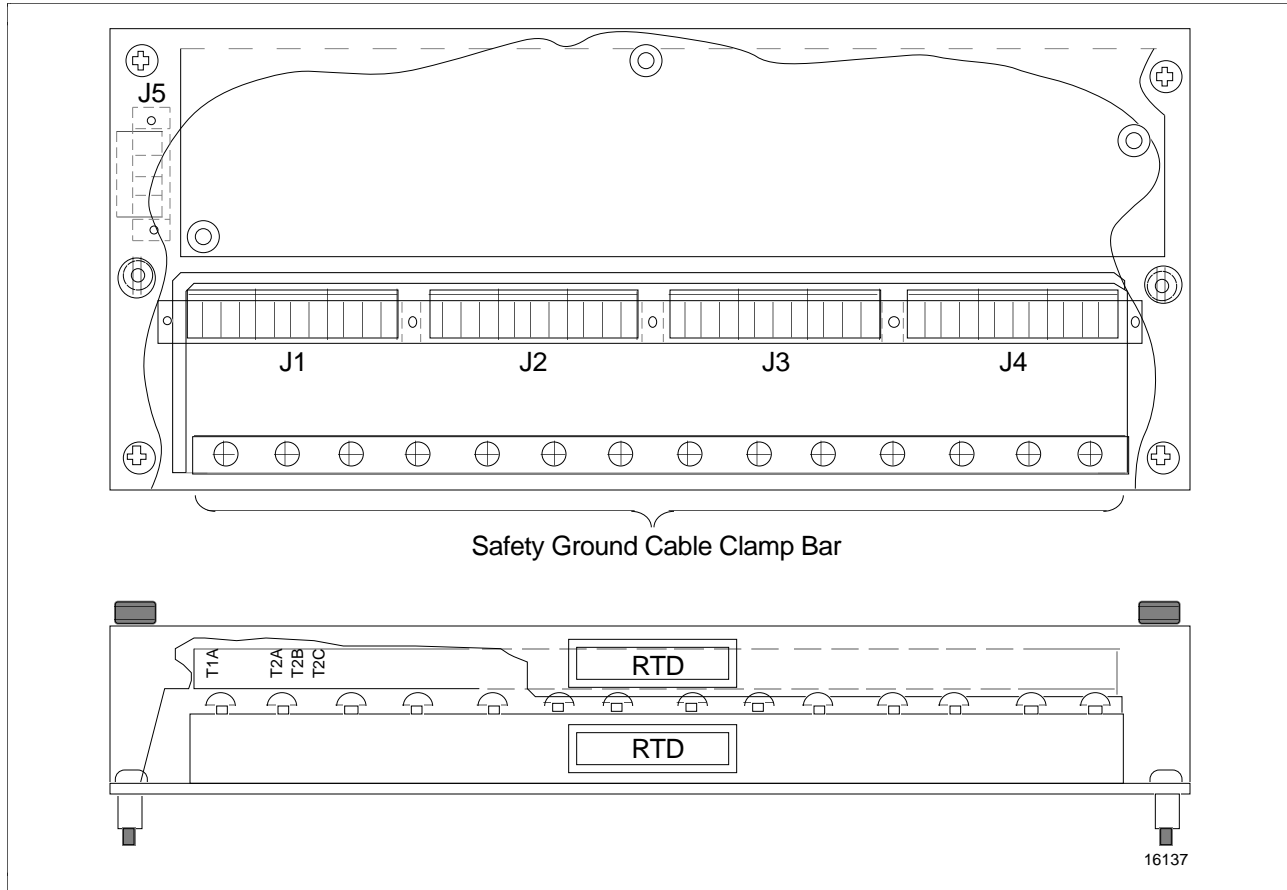 J5
J1
J2
J3
J4
Safety Ground Cable Clamp Bar
T1A
T2A
T2B
T2C
RTD
RTD
16137